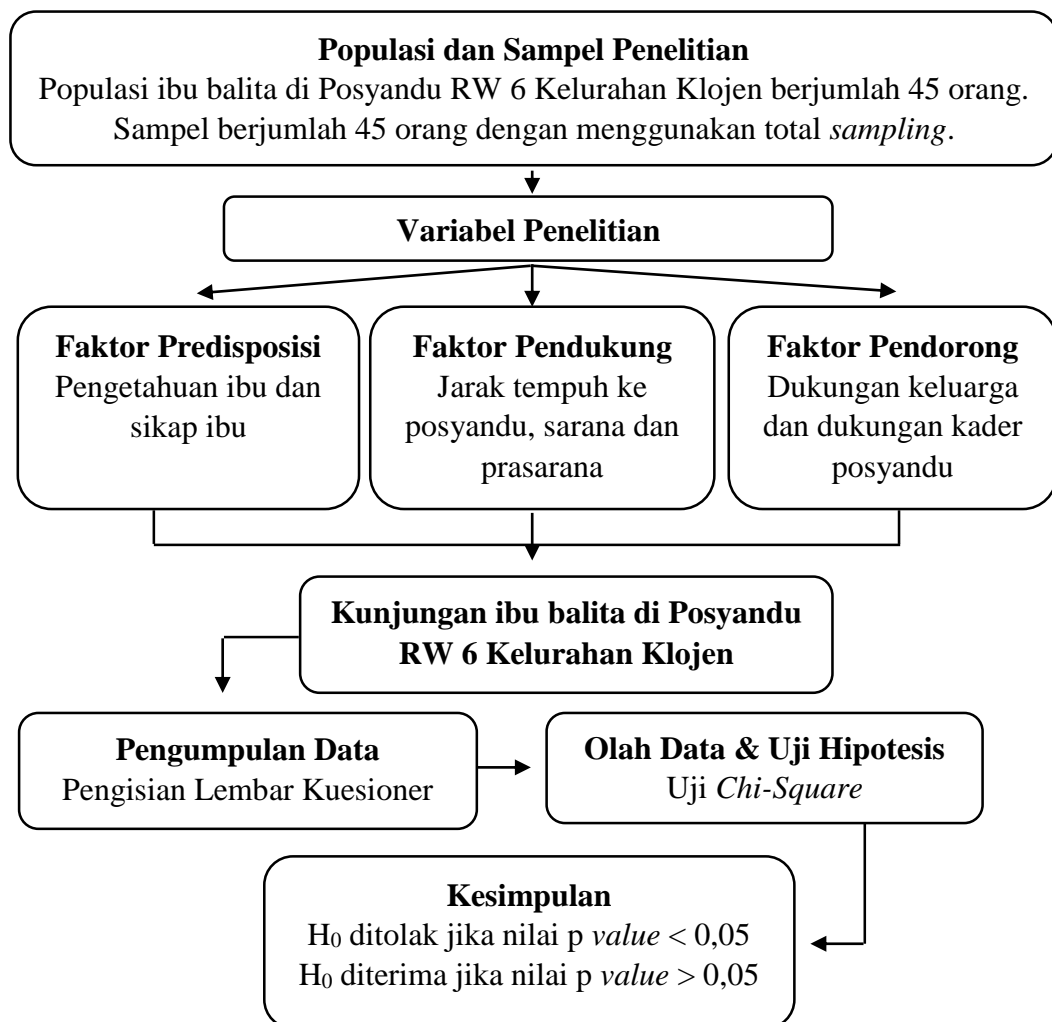 Populasi dan Sampel Penelitian
Populasi ibu balita di Posyandu RW 6 Kelurahan Klojen berjumlah 45 orang.
Sampel berjumlah 45 orang dengan menggunakan total sampling.
Variabel Penelitian
Faktor Predisposisi
Pengetahuan ibu dan
sikap ibu
Faktor Pendukung
Jarak tempuh ke
posyandu, sarana dan
prasarana
Faktor Pendorong
Dukungan keluarga
dan dukungan kader
posyandu
Kunjungan ibu balita di Posyandu
RW 6 Kelurahan Klojen
Pengumpulan Data
Pengisian Lembar Kuesioner
Olah Data & Uji Hipotesis
Uji Chi-Square
Kesimpulan
H₀ ditolak jika nilai p value < 0,05
H₀ diterima jika nilai p value > 0,05